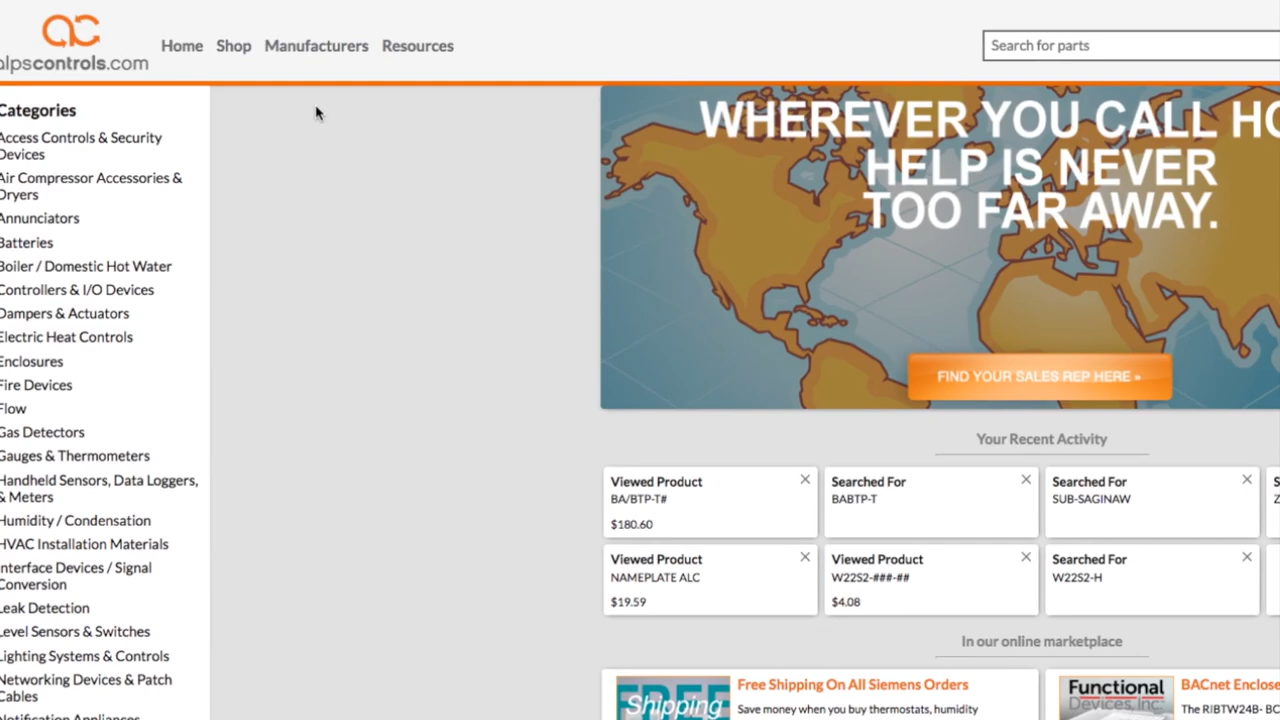 alpscontrols.com
Home Shop Manufacturers Resources
Search for parts
Categories
Access Controls & Security
Devices
Air Compressor Accessories &
Dryers
Annunciators
Batteries
Boiler / Domestic Hot Water
Controllers & I/O Devices
Dampers & Actuators
Electric Heat Controls
Enclosures
Fire Devices
Flow
Gas Detectors
Gauges & Thermometers
Handheld Sensors, Data Loggers,
& Meters
Humidity / Condensation
HVAC Installation Materials
Interface Devices / Signal
Conversion
Leak Detection
Level Sensors & Switches
Lighting Systems & Controls
Networking Devices & Patch
Cables
Notification Appliances
WHEREVER YOU CALL HO
HELP IS NEVER
TOO FAR AWAY.
FIND YOUR SALES REP HERE »
Your Recent Activity
Viewed Product
BA/BTP-T#
$180.60
Searched For
BABTP-T
Searched For
SUB-SAGINAW
S
Z
Viewed Product
NAMEPLATE ALC
$19.59
Viewed Product
W22S2-###-##
$4.08
Searched For
W22S2-H
In our online marketplace
FREE
Shipping
Free Shipping On All Siemens Orders
Save money when you buy thermostats, humidity
Functional
Devices, Inc.
BACnet Enclose
The RIBTW24B- BC